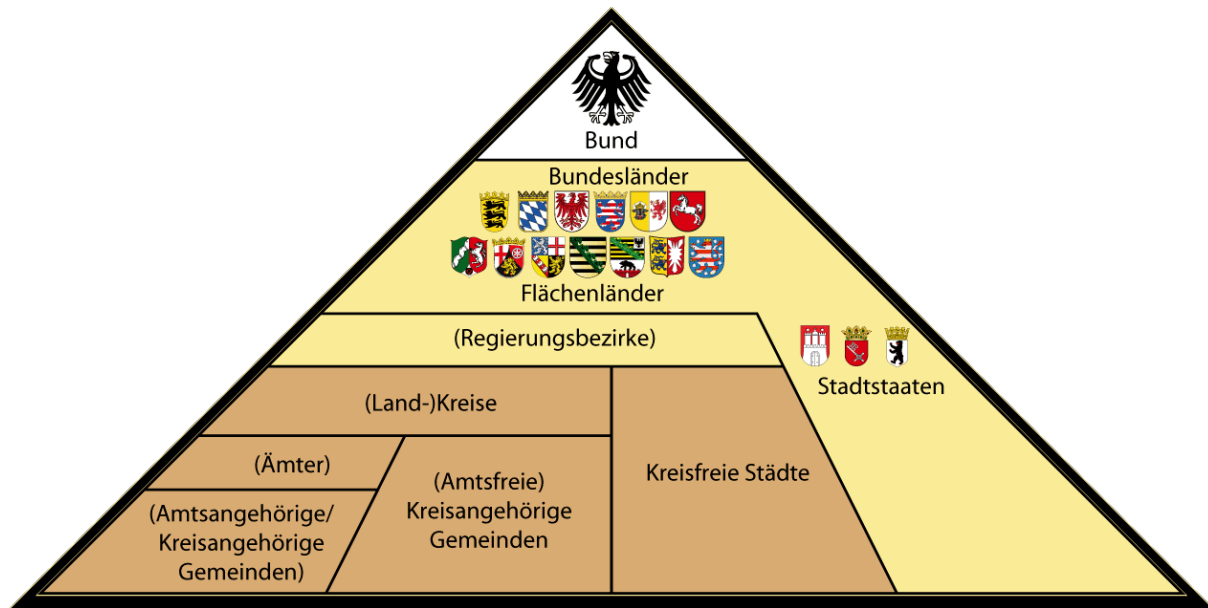 Bund
Bundesländer
Flächenländer
(Regierungsbezirke)
Stadtstaaten
(Land-)Kreise
(Ämter)
Kreisfreie Städte
(Amtsfreie)
Kreisangehörige
Gemeinden
(Amtsangehörige/
Kreisangehörige
Gemeinden)